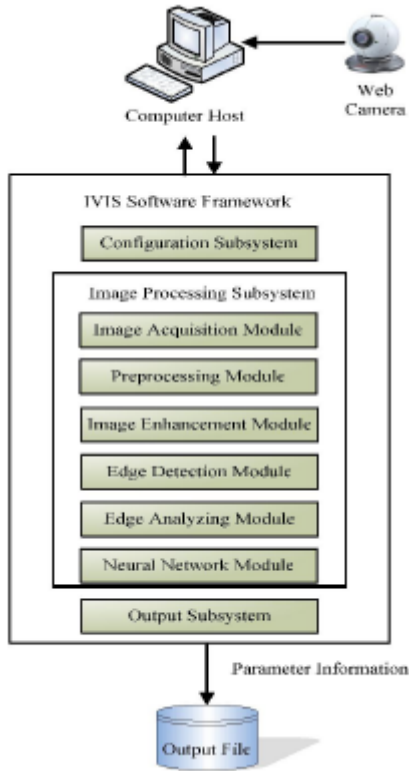 Web
Camera
Computer Host
IVIS Software Framework
Configuration Subsystem
Image Processing Subsystem
Image Acquisition Module
Preprocessing Module
Image Enhancement Module
Edge Detection Module
Edge Analyzing Module
Neural Network Module
Output Subsystem
Parameter Information
Output File